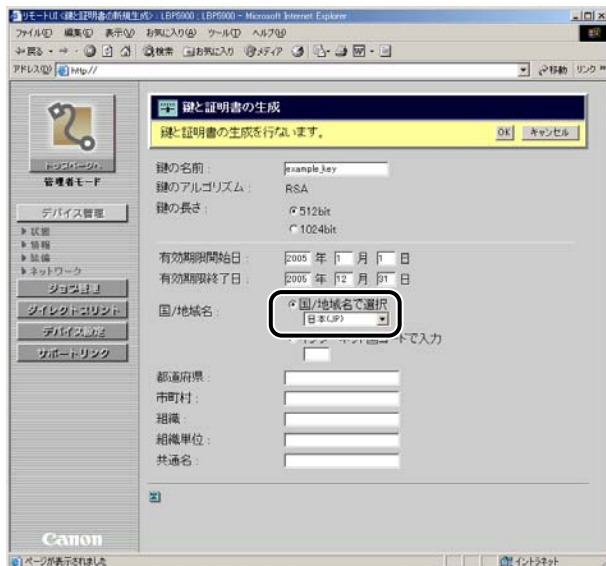 リモートUI <鍵と証明書の新規生成> : LBP5900 ; LBP5900 - Microsoft Internet Explorer
ファイル(F) 編集(E) 表示(V) お気に入り(A) ツール(T) ヘルプ(H)
戻る 検索 お気に入り メディア
アドレス(D) http:// 移動 リンク
トップページへ
管理者モード
デバイス管理
状態
情報
装備
ネットワーク
ジョブ管理
ダイレクトプリント
デバイス設定
サポートリンク
Canon
鍵と証明書の生成
鍵と証明書の生成を行ないます。 OK キャンセル
鍵の名前 : example_key
鍵のアルゴリズム : RSA
鍵の長さ : 512bit
1024bit
有効期限開始日 : 2005 年 1 月 1 日
有効期限終了日 : 2005 年 12 月 31 日
国/地域名 : 国/地域名で選択
日本(JP)
で入力
都道府県 :
市町村 :
組織 :
組織単位 :
共通名 :
ページが表示されました イントラネット